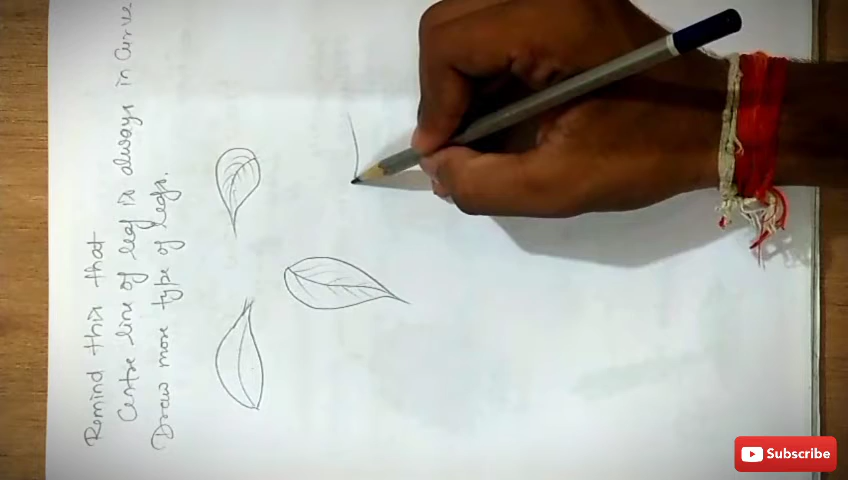 Remind this that
Centre line of leaf is always in curve
Draw more type of Leafs.
Subscribe